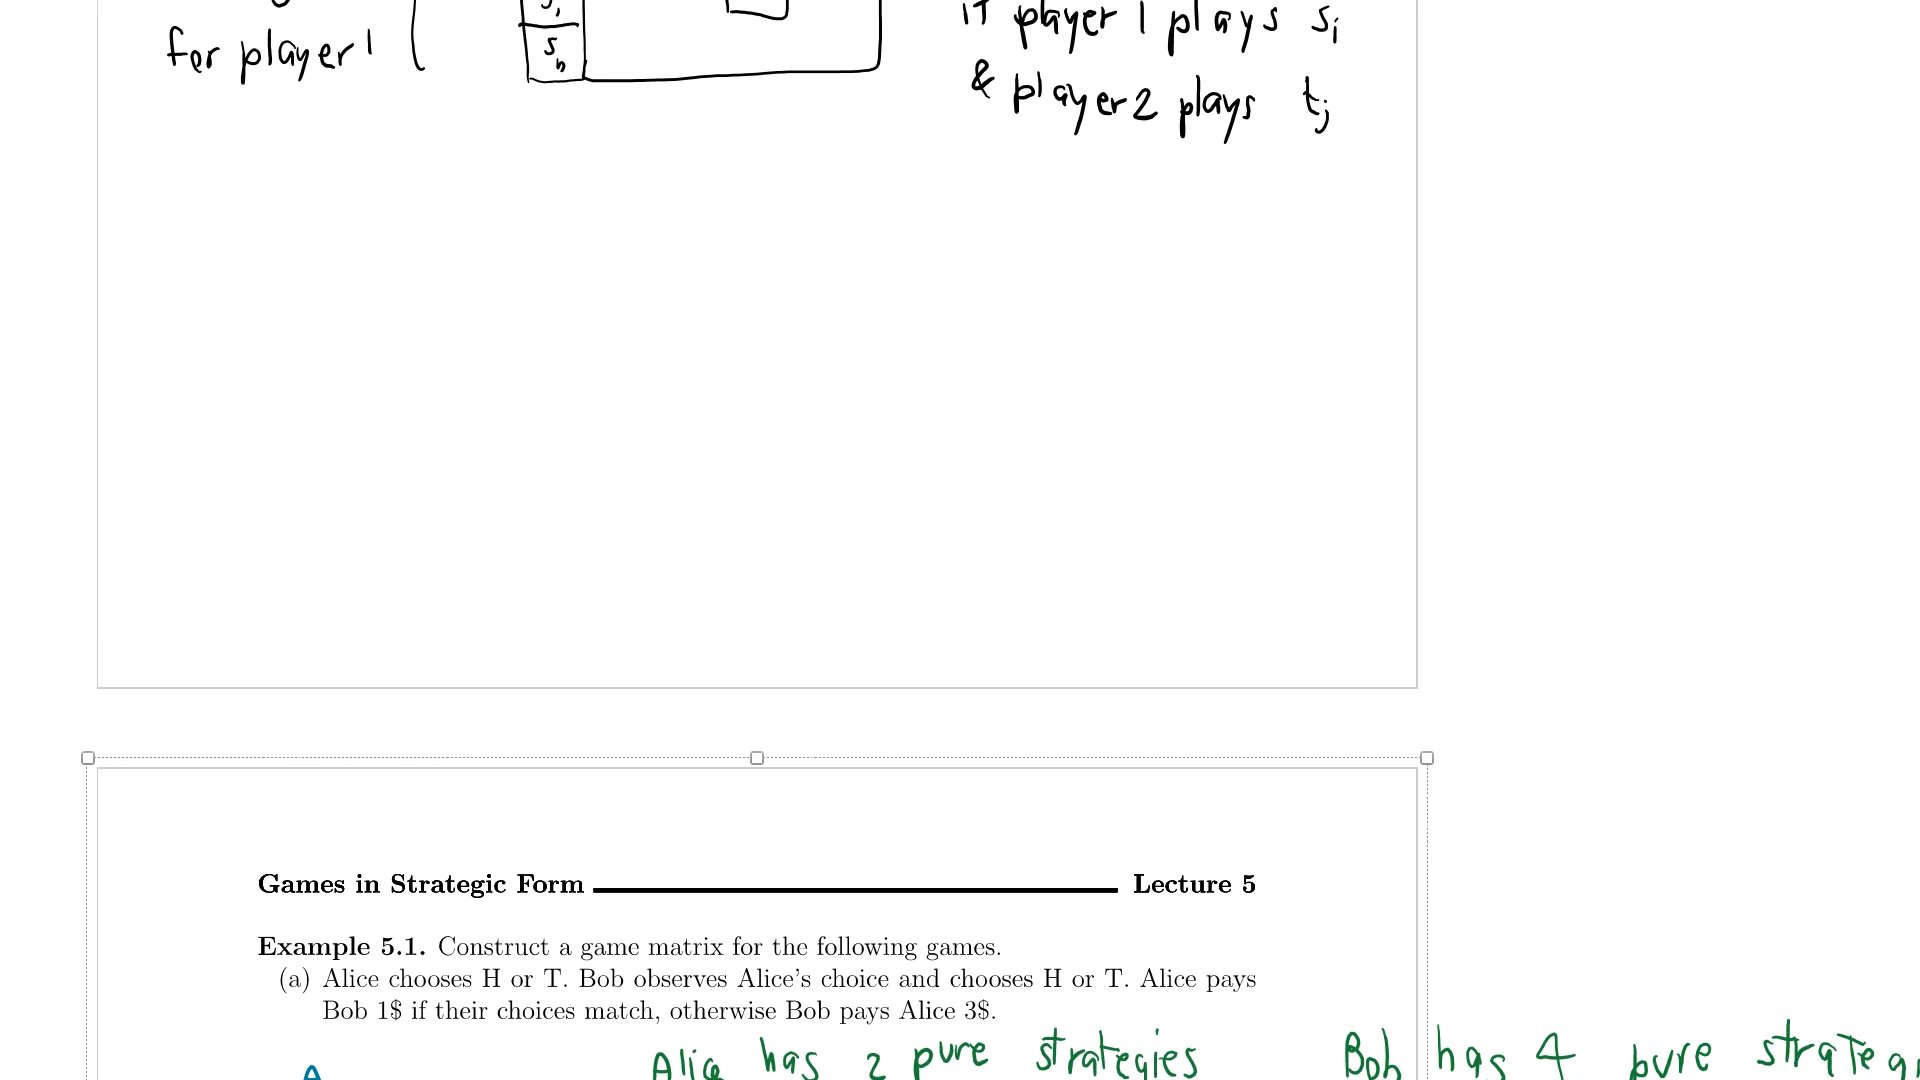 if player 1 plays si
for player 1
sn
& player 2 plays tj
Games in Strategic Form Lecture 5
Example 5.1. Construct a game matrix for the following games.
(a) Alice chooses H or T. Bob observes Alice's choice and chooses H or T. Alice pays
Bob 1$ if their choices match, otherwise Bob pays Alice 3$.
Alice has 2 pure strategies Bob has 4 pure
A